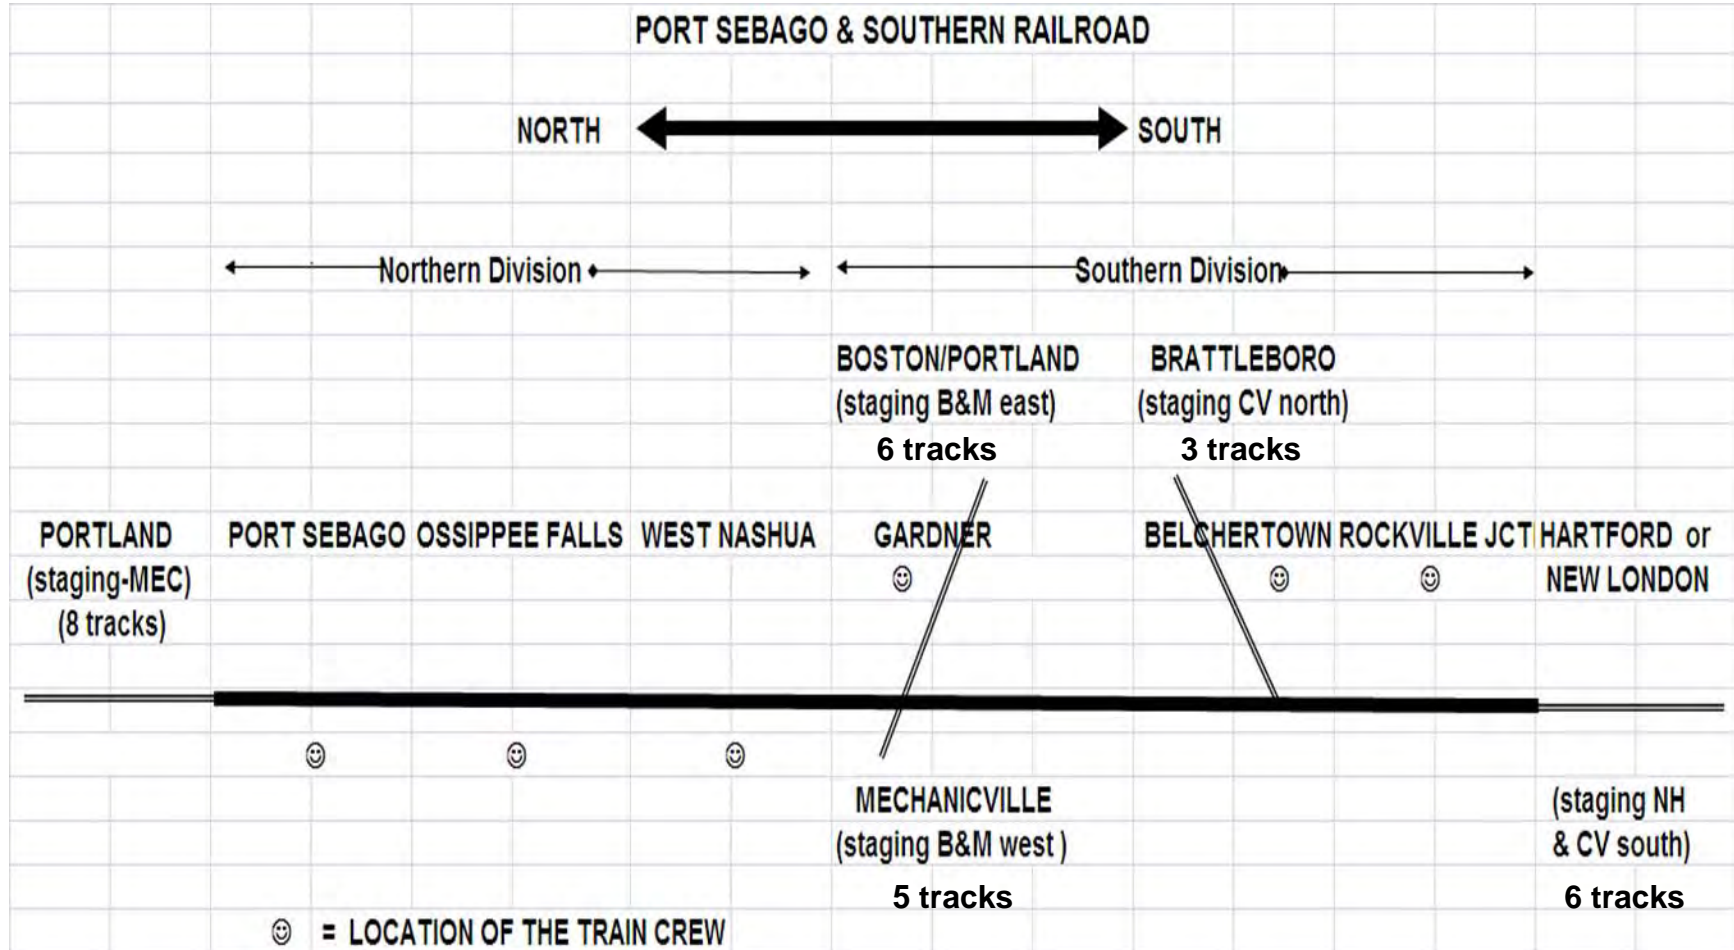 PORT SEBAGO & SOUTHERN RAILROAD
NORTH SOUTH
Northern Division Southern Division
BOSTON/PORTLAND BRATTLEBORO
(staging B&M east) (staging CV north)
6 tracks 3 tracks
PORTLAND PORT SEBAGO OSSIPPEE FALLS WEST NASHUA GARDNER BELCHERTOWN ROCKVILLE JCT HARTFORD or
(staging-MEC) ☺ ☺ ☺ NEW LONDON
(8 tracks)
☺ ☺ ☺
MECHANICVILLE (staging NH
(staging B&M west ) & CV south)
5 tracks 6 tracks
☺ = LOCATION OF THE TRAIN CREW